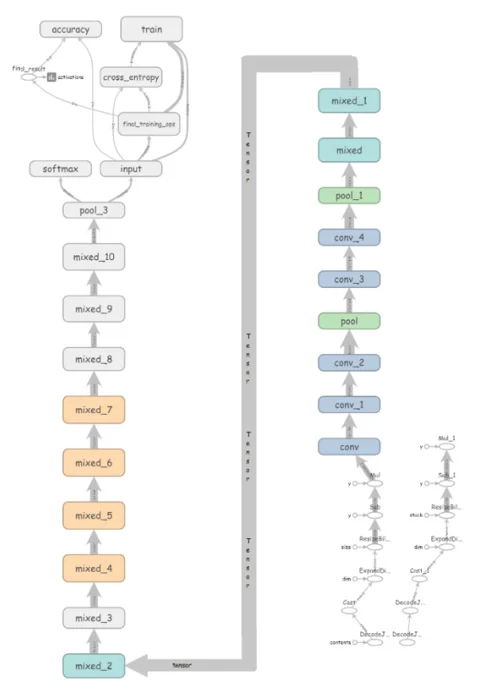 accuracy
train
final_result
activations
cross_entropy
final_training_ops
softmax
input
pool_3
mixed_10
mixed_9
mixed_8
mixed_7
mixed_6
mixed_5
mixed_4
mixed_3
mixed_2
Tensor
Tensor
Tensor
Tensor
Tensor
mixed_1
mixed
pool_1
conv_4
conv_3
pool
conv_2
conv_1
conv
Mul
y
Sub
y
ResizeBil...
size
ExpandDi...
dim
Cast
DecodeJ...
contents
Mul_1
y
Sub_1
y
ResizeBil...
stack
ExpandDi...
dim
Cast_1
DecodeJ...
DecodeJ...